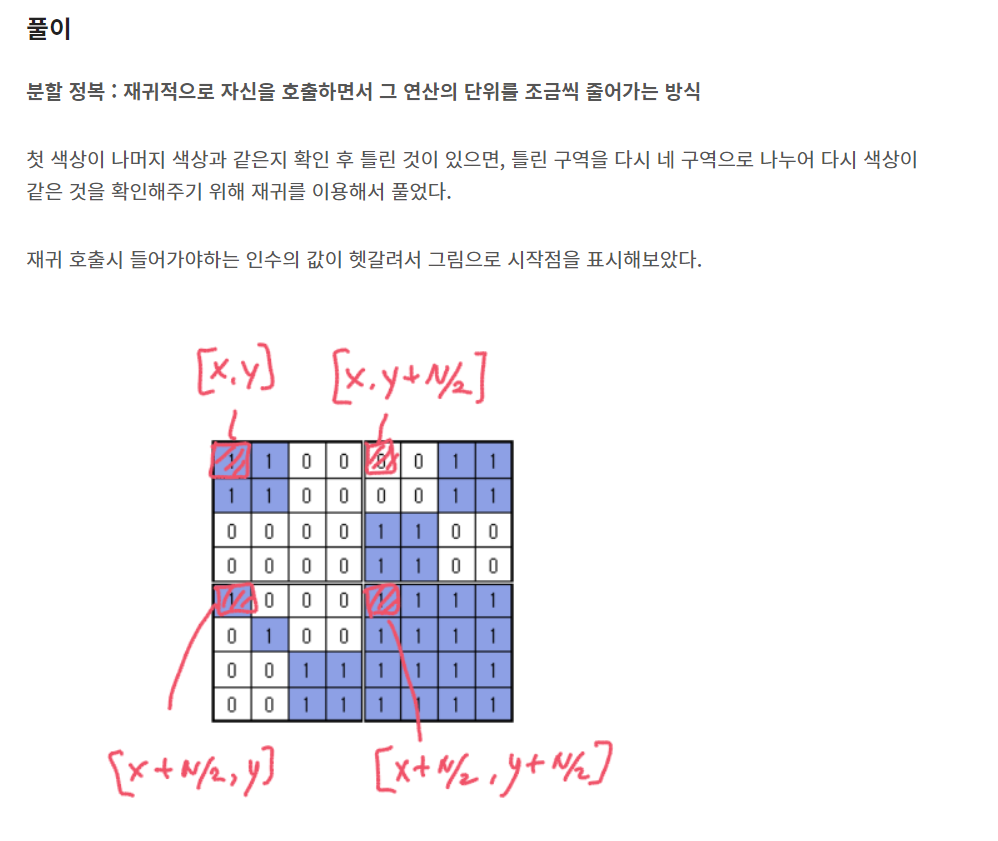 풀이
분할 정복 : 재귀적으로 자신을 호출하면서 그 연산의 단위를 조금씩 줄어가는 방식
첫 색상이 나머지 색상과 같은지 확인 후 틀린 것이 있으면, 틀린 구역을 다시 네 구역으로 나누어 다시 색상이
같은 것을 확인해주기 위해 재귀를 이용해서 풀었다.
재귀 호출시 들어가야하는 인수의 값이 헷갈려서 그림으로 시작점을 표시해보았다.
[x,y] [x,y+N/2]
1 1 0 0 0 0 1 1
1 1 0 0 0 0 1 1
0 0 0 0 1 1 0 0
0 0 0 0 1 1 0 0
1 0 0 0 1 1 1 1
0 1 0 0 1 1 1 1
0 0 1 1 1 1 1 1
0 0 1 1 1 1 1 1
[x+N/2,y] [x+N/2,y+N/2]